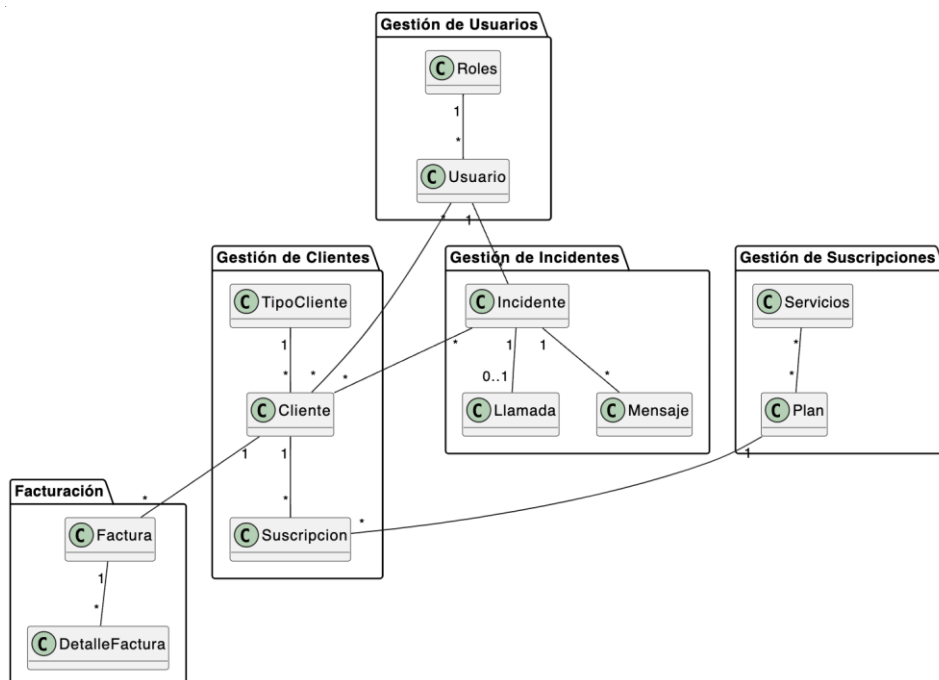 Gestión de Usuarios
C Roles
1
*
C Usuario
* 1
Gestión de Clientes
Gestión de Incidentes
Gestión de Suscripciones
C TipoCliente
C Incidente
C Servicios
1
* 1 1
*
* * *
0..1 *
*
C Cliente
C Llamada
C Mensaje
C Plan
1 1
1
* *
*
Facturación
C Factura
C Suscripcion
1
*
C DetalleFactura